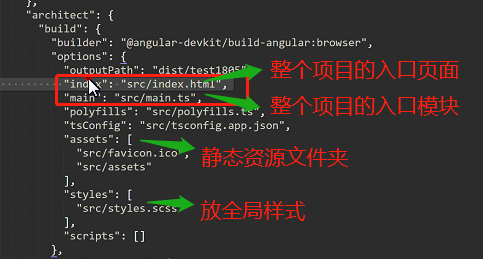 },
"architect": {
"build": {
"builder": "@angular-devkit/build-angular:browser",
"options": {
"outputPath": "dist/test1805",
"index": "src/index.html", 整个项目的入口页面
"main": "src/main.ts", 整个项目的入口模块
"polyfills": "src/polyfills.ts",
"tsConfig": "src/tsconfig.app.json",
"assets": [
"src/favicon.ico", 静态资源文件夹
"src/assets"
],
"styles": [
"src/styles.scss" 放全局样式
],
"scripts": []
},